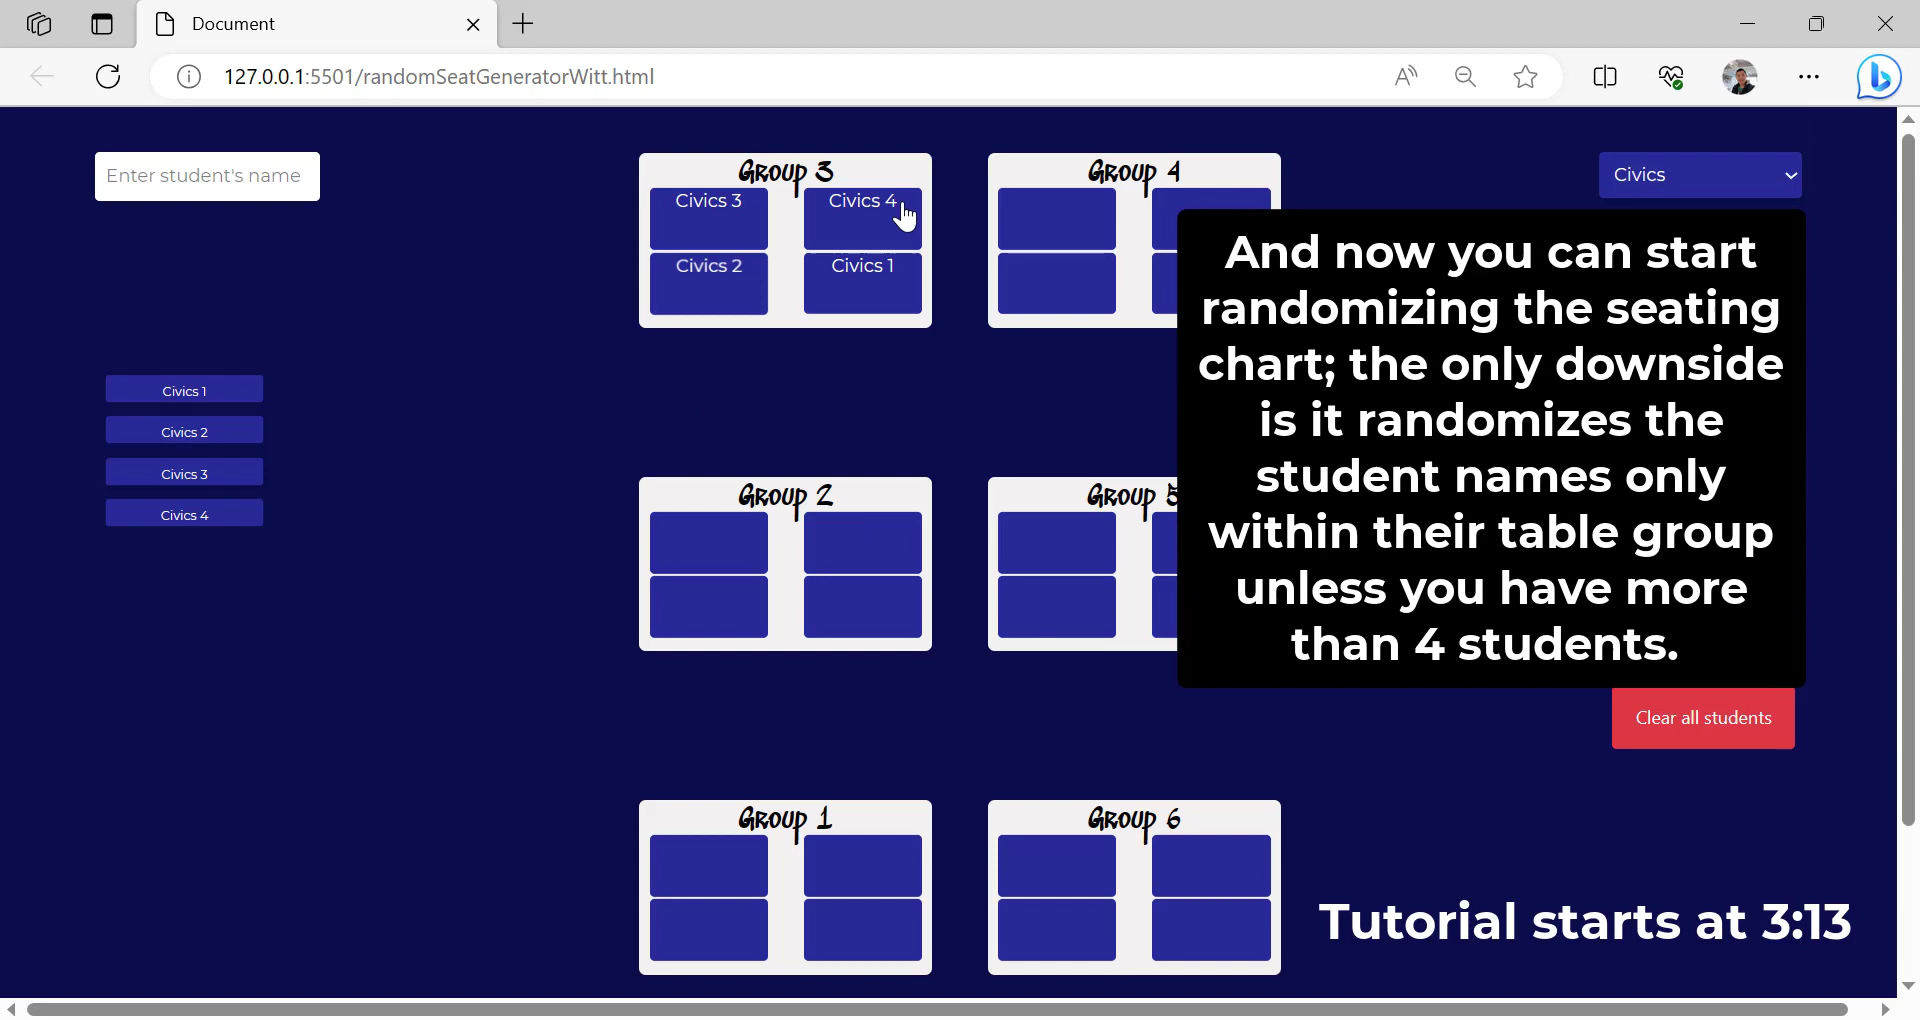 Document
127.0.0.1:5501/randomSeatGeneratorWitt.html
Enter student's name
Group 3
Civics 3
Civics 4
Civics 2
Civics 1
Group 4
Civics
And now you can start
randomizing the seating
chart; the only downside
is it randomizes the
student names only
within their table group
unless you have more
than 4 students.
Civics 1
Civics 2
Civics 3
Civics 4
Group 2
Group 5
Clear all students
Group 1
Group 6
Tutorial starts at 3:13